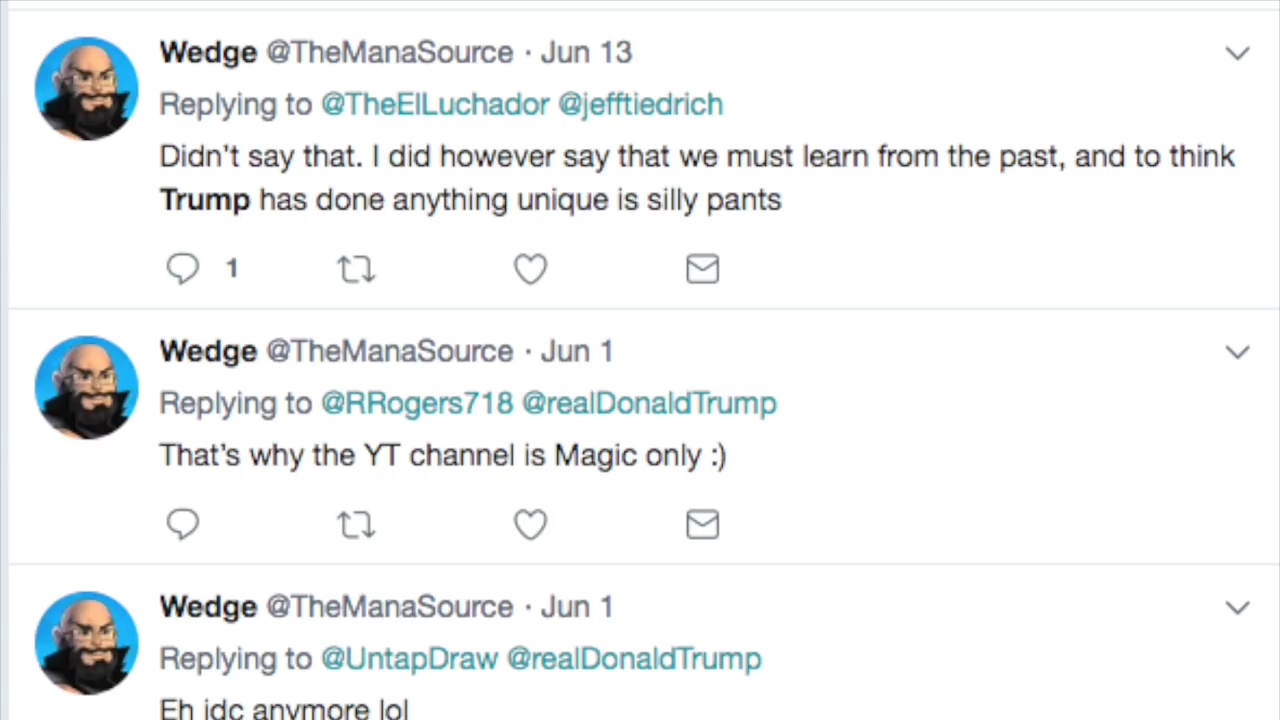 Wedge @TheManaSource · Jun 13
Replying to @TheElLuchador @jefftiedrich
Didn't say that. I did however say that we must learn from the past, and to think
Trump has done anything unique is silly pants
1
Wedge @TheManaSource · Jun 1
Replying to @RRogers718 @realDonaldTrump
That's why the YT channel is Magic only :)
Wedge @TheManaSource · Jun 1
Replying to @UntapDraw @realDonaldTrump
Eh idc anymore lol